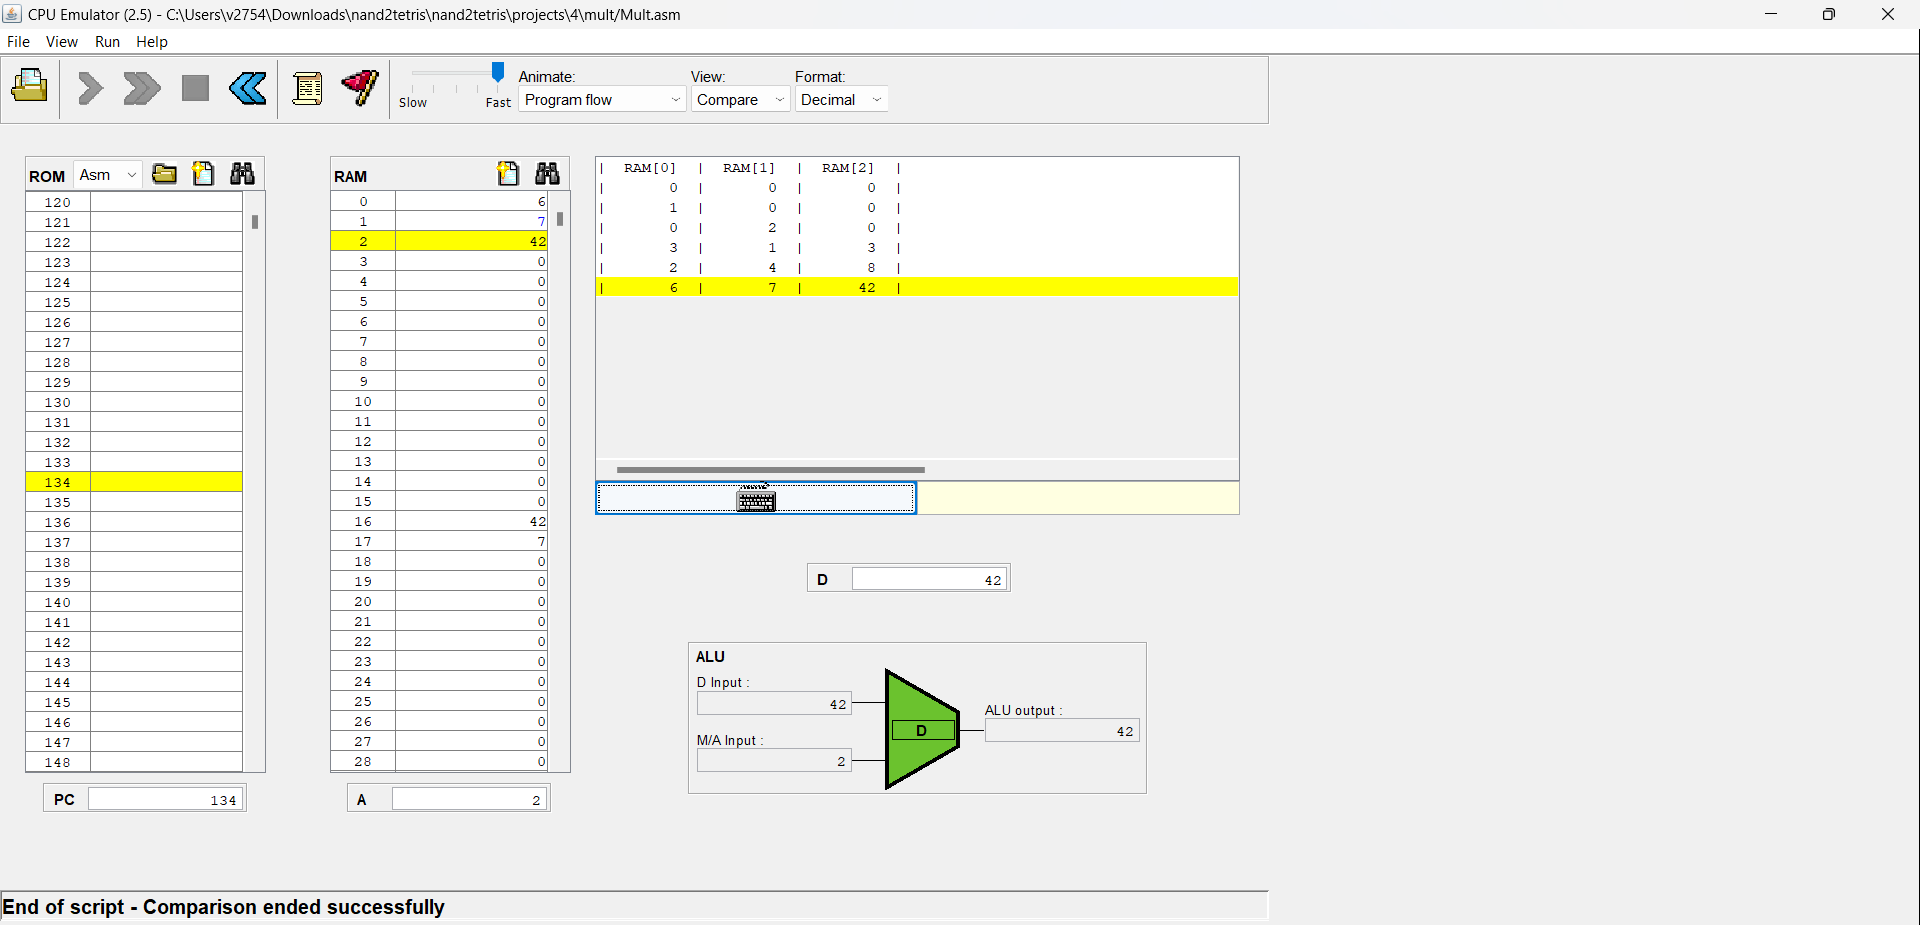 CPU Emulator (2.5) - C:\Users\v2754\Downloads\nand2tetris\nand2tetris\projects\4\mult/Mult.asm
File View Run Help
Slow Fast
Animate: View: Format:
Program flow Compare Decimal
ROM Asm
120
121
122
123
124
125
126
127
128
129
130
131
132
133
134
135
136
137
138
139
140
141
142
143
144
145
146
147
148
PC 134
RAM
0 6
1 7
2 42
3 0
4 0
5 0
6 0
7 0
8 0
9 0
10 0
11 0
12 0
13 0
14 0
15 0
16 42
17 7
18 0
19 0
20 0
21 0
22 0
23 0
24 0
25 0
26 0
27 0
28 0
A 2
| RAM[0] | RAM[1] | RAM[2] |
| 0 | 0 | 0 |
| 1 | 0 | 0 |
| 0 | 2 | 0 |
| 3 | 1 | 3 |
| 2 | 4 | 8 |
| 6 | 7 | 42 |
D 42
ALU
D Input :
42
M/A Input :
2
D
ALU output :
42
End of script - Comparison ended successfully